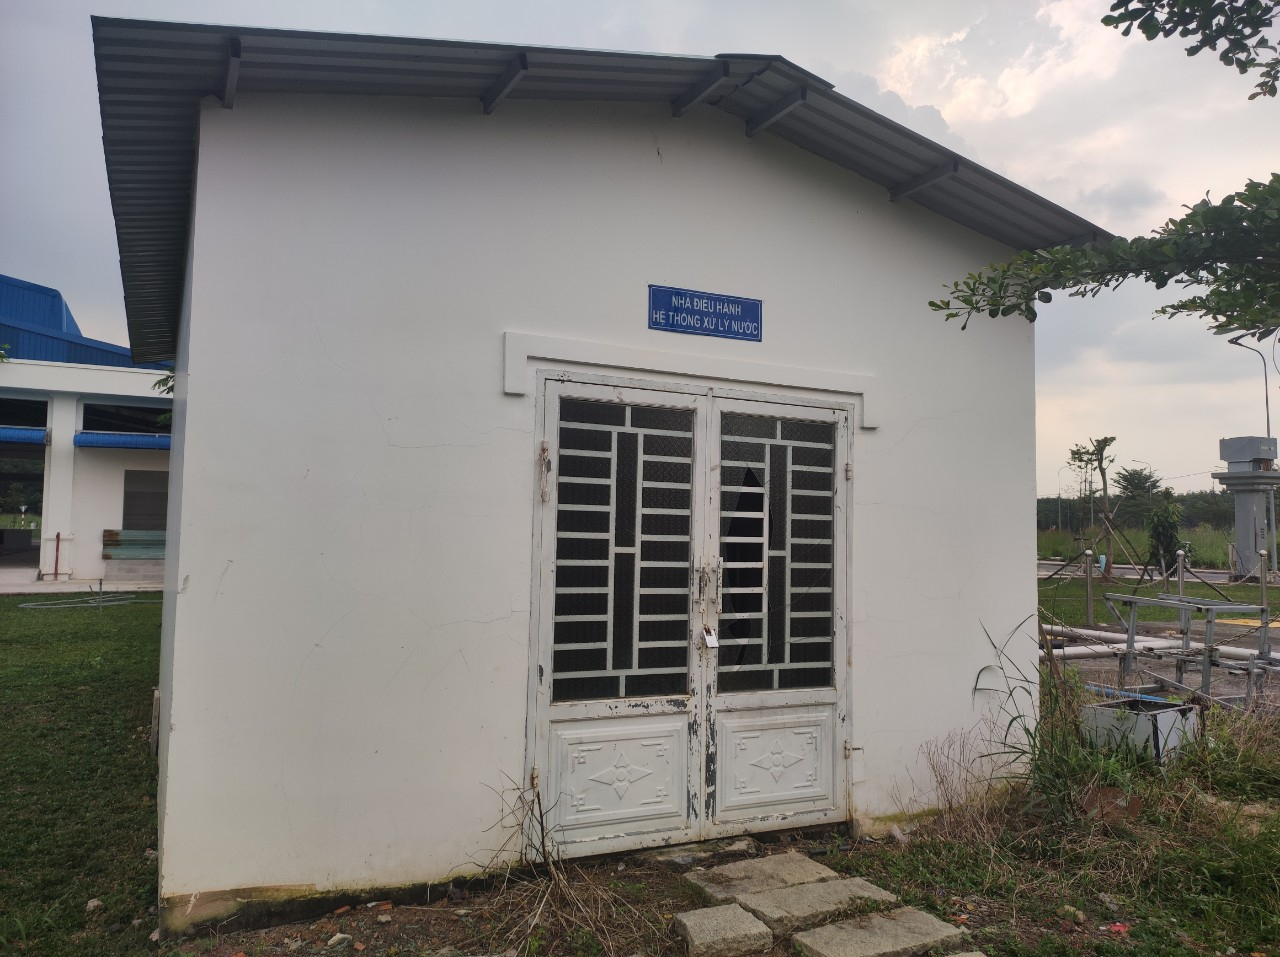 NHÀ ĐIỀU HÀNH
HỆ THỐNG XỬ LÝ NƯỚC